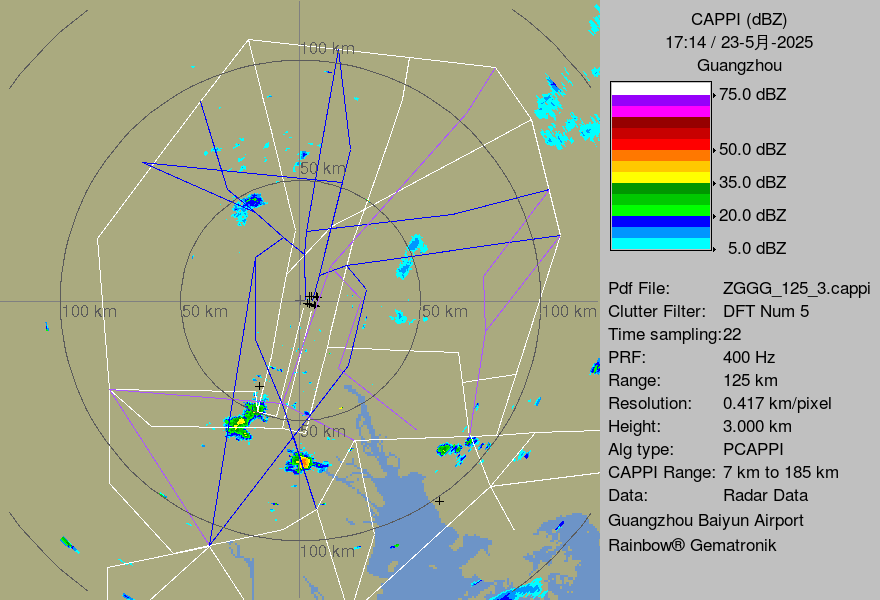 CAPPI (dBZ)
17:14 / 23-5月-2025
Guangzhou
75.0 dBZ
50.0 dBZ
35.0 dBZ
20.0 dBZ
5.0 dBZ
Pdf File: ZGGG_125_3.cappi
Clutter Filter: DFT Num 5
Time sampling:22
PRF: 400 Hz
Range: 125 km
Resolution: 0.417 km/pixel
Height: 3.000 km
Alg type: PCAPPI
CAPPI Range: 7 km to 185 km
Data: Radar Data
Guangzhou Baiyun Airport
Rainbow® Gematronik
100 km
50 km
100 km
50 km
50 km
100 km
50 km
100 km